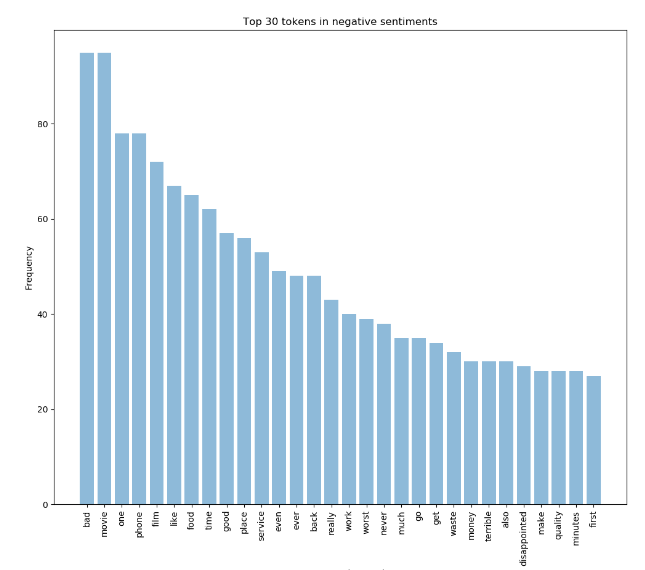 Top 30 tokens in negative sentiments
Frequency
80
60
40
20
0
bad
movie
one
phone
film
like
food
time
good
place
service
even
ever
back
really
work
worst
never
much
go
get
waste
money
terrible
also
disappointed
make
quality
minutes
first